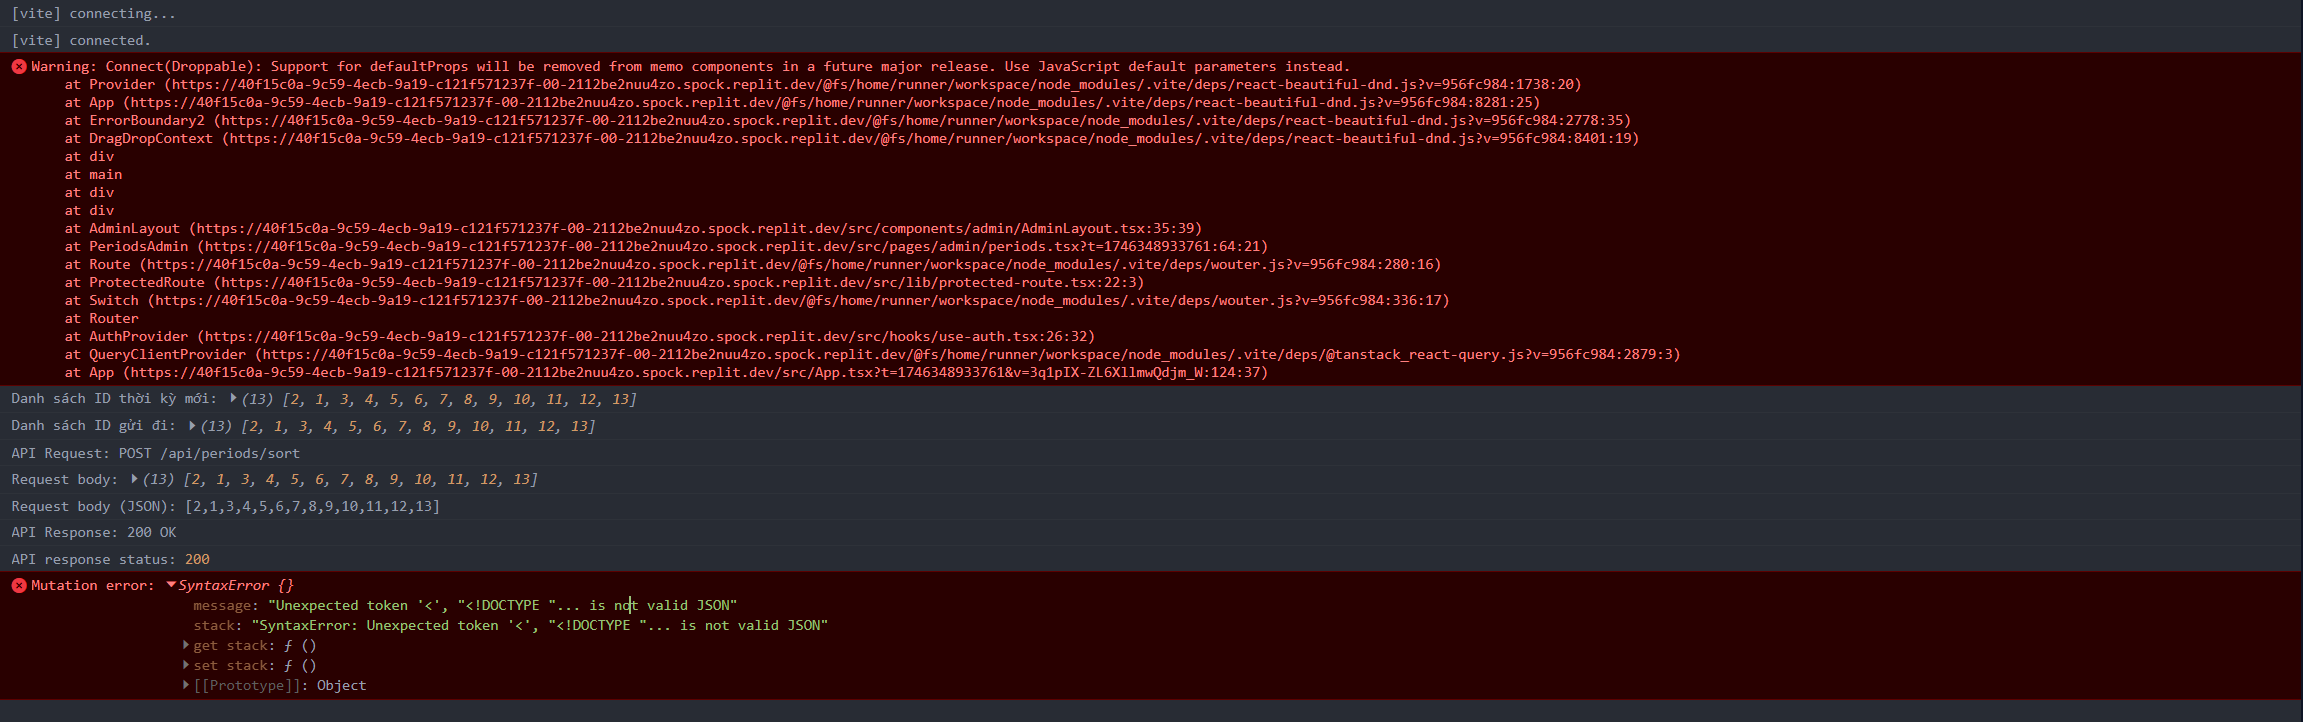 [vite] connecting...
[vite] connected.
Warning: Connect(Droppable): Support for defaultProps will be removed from memo components in a future major release. Use JavaScript default parameters instead.
at Provider (https://40f15c0a-9c59-4ecb-9a19-c121f571237f-00-2112be2nuu4zo.spock.replit.dev/@fs/home/runner/workspace/node_modules/.vite/deps/react-beautiful-dnd.js?v=956fc984:1738:20)
at App (https://40f15c0a-9c59-4ecb-9a19-c121f571237f-00-2112be2nuu4zo.spock.replit.dev/@fs/home/runner/workspace/node_modules/.vite/deps/react-beautiful-dnd.js?v=956fc984:8281:25)
at ErrorBoundary2 (https://40f15c0a-9c59-4ecb-9a19-c121f571237f-00-2112be2nuu4zo.spock.replit.dev/@fs/home/runner/workspace/node_modules/.vite/deps/react-beautiful-dnd.js?v=956fc984:2778:35)
at DragDropContext (https://40f15c0a-9c59-4ecb-9a19-c121f571237f-00-2112be2nuu4zo.spock.replit.dev/@fs/home/runner/workspace/node_modules/.vite/deps/react-beautiful-dnd.js?v=956fc984:8401:19)
at div
at main
at div
at div
at AdminLayout (https://40f15c0a-9c59-4ecb-9a19-c121f571237f-00-2112be2nuu4zo.spock.replit.dev/src/components/admin/AdminLayout.tsx:35:39)
at PeriodsAdmin (https://40f15c0a-9c59-4ecb-9a19-c121f571237f-00-2112be2nuu4zo.spock.replit.dev/src/pages/admin/periods.tsx?t=1746348933761:64:21)
at Route (https://40f15c0a-9c59-4ecb-9a19-c121f571237f-00-2112be2nuu4zo.spock.replit.dev/@fs/home/runner/workspace/node_modules/.vite/deps/wouter.js?v=956fc984:280:16)
at ProtectedRoute (https://40f15c0a-9c59-4ecb-9a19-c121f571237f-00-2112be2nuu4zo.spock.replit.dev/src/lib/protected-route.tsx:22:3)
at Switch (https://40f15c0a-9c59-4ecb-9a19-c121f571237f-00-2112be2nuu4zo.spock.replit.dev/@fs/home/runner/workspace/node_modules/.vite/deps/wouter.js?v=956fc984:336:17)
at Router
at AuthProvider (https://40f15c0a-9c59-4ecb-9a19-c121f571237f-00-2112be2nuu4zo.spock.replit.dev/src/hooks/use-auth.tsx:26:32)
at QueryClientProvider (https://40f15c0a-9c59-4ecb-9a19-c121f571237f-00-2112be2nuu4zo.spock.replit.dev/@fs/home/runner/workspace/node_modules/.vite/deps/@tanstack_react-query.js?v=956fc984:2879:3)
at App (https://40f15c0a-9c59-4ecb-9a19-c121f571237f-00-2112be2nuu4zo.spock.replit.dev/src/App.tsx?t=1746348933761&v=3q1pIX-ZL6XllmwQdjm_W:124:37)
Danh sách ID thời kỳ mới: (13) [2, 1, 3, 4, 5, 6, 7, 8, 9, 10, 11, 12, 13]
Danh sách ID gửi đi: (13) [2, 1, 3, 4, 5, 6, 7, 8, 9, 10, 11, 12, 13]
API Request: POST /api/periods/sort
Request body: (13) [2, 1, 3, 4, 5, 6, 7, 8, 9, 10, 11, 12, 13]
Request body (JSON): [2,1,3,4,5,6,7,8,9,10,11,12,13]
API Response: 200 OK
API response status: 200
Mutation error: SyntaxError {}
message: "Unexpected token '<', "<!DOCTYPE "... is not valid JSON"
stack: "SyntaxError: Unexpected token '<', "<!DOCTYPE "... is not valid JSON"
get stack: ƒ ()
set stack: ƒ ()
[[Prototype]]: Object